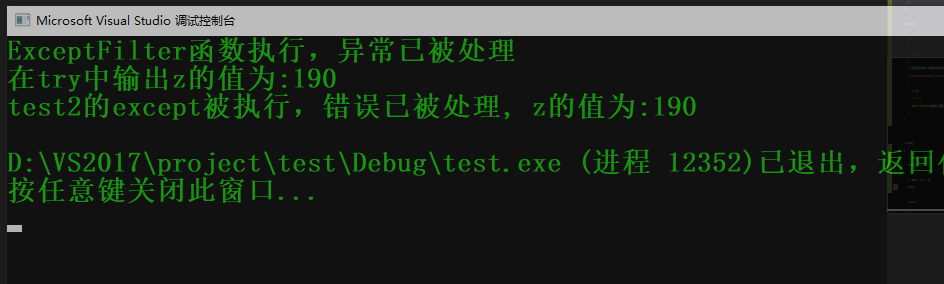 Microsoft Visual Studio 调试控制台
ExceptFilter函数执行，异常已被处理
在try中输出z的值为:190
test2的except被执行，错误已被处理, z的值为:190
D:\VS2017\project\test\Debug\test.exe (进程 12352)已退出，返回
按任意键关闭此窗口...